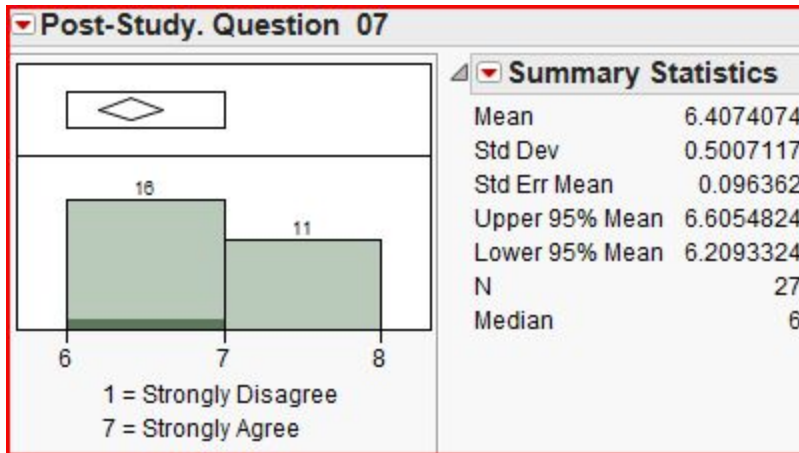 Post-Study. Question 07
16
11
6 7 8
1 = Strongly Disagree
7 = Strongly Agree
Summary Statistics
Mean 6.4074074
Std Dev 0.5007117
Std Err Mean 0.096362
Upper 95% Mean 6.6054824
Lower 95% Mean 6.2093324
N 27
Median 6